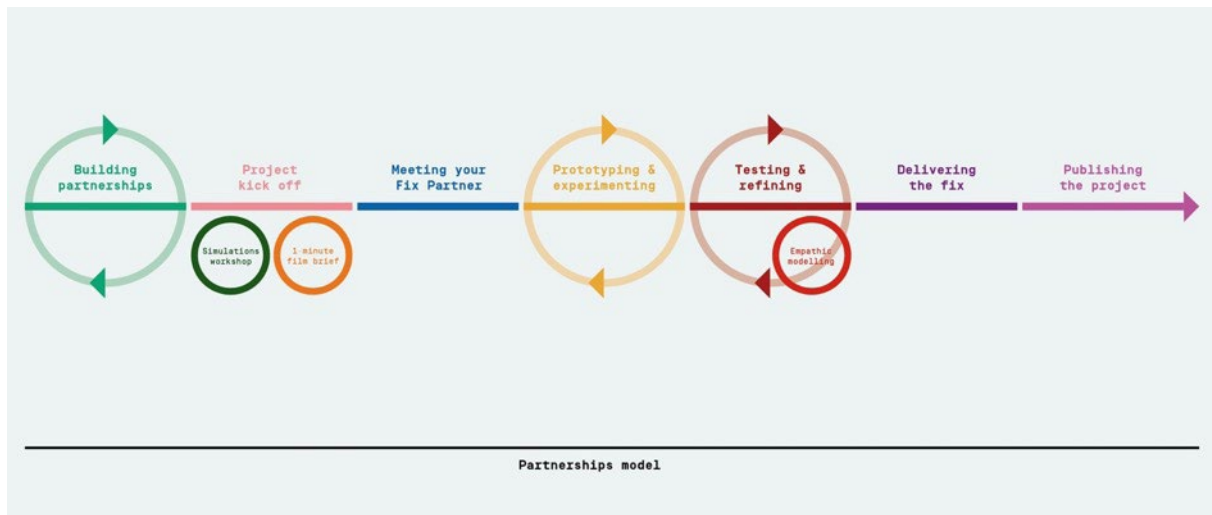 Building
partnerships
Project
kick off
Meeting your
Fix Partner
Prototyping &
experimenting
Testing &
refining
Delivering
the fix
Publishing
the project
Simulations
workshop
1-minute
film brief
Empathic
modelling
Partnerships model